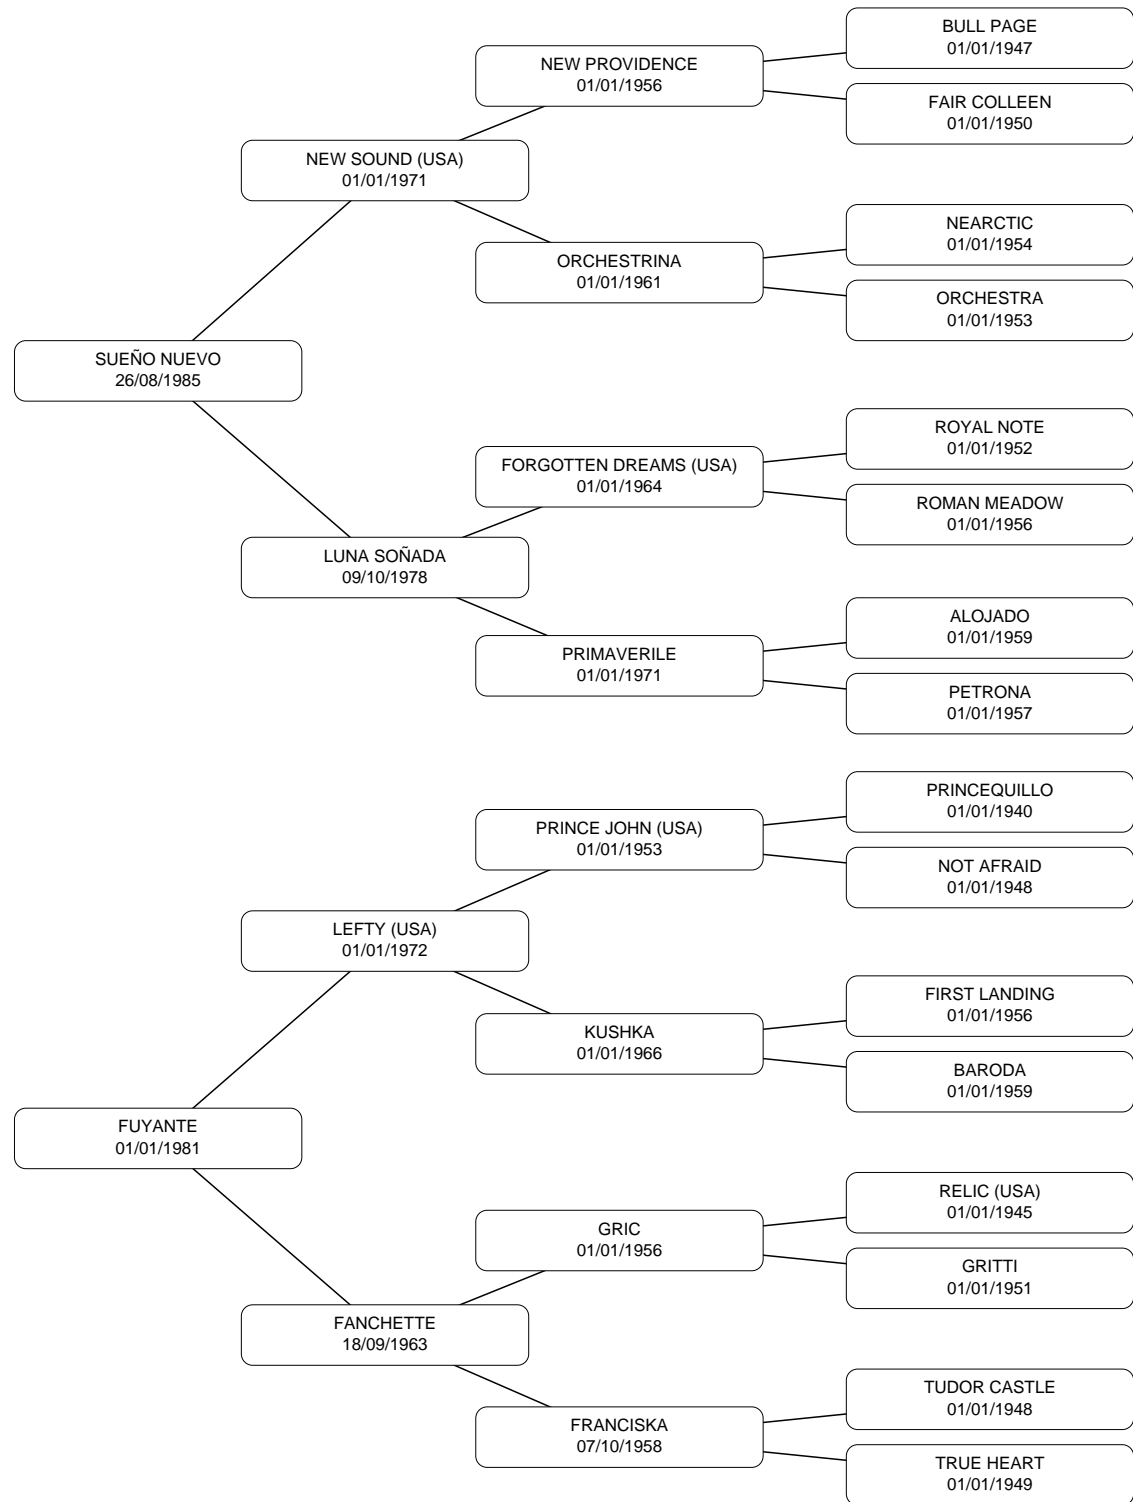 BULL PAGE
01/01/1947
NEW PROVIDENCE
01/01/1956
FAIR COLLEEN
01/01/1950
NEW SOUND (USA)
01/01/1971
NEARCTIC
01/01/1954
ORCHESTRINA
01/01/1961
ORCHESTRA
01/01/1953
SUEÑO NUEVO
26/08/1985
ROYAL NOTE
01/01/1952
FORGOTTEN DREAMS (USA)
01/01/1964
ROMAN MEADOW
01/01/1956
LUNA SOÑADA
09/10/1978
ALOJADO
01/01/1959
PRIMAVERILE
01/01/1971
PETRONA
01/01/1957
PRINCEQUILLO
01/01/1940
PRINCE JOHN (USA)
01/01/1953
NOT AFRAID
01/01/1948
LEFTY (USA)
01/01/1972
FIRST LANDING
01/01/1956
KUSHKA
01/01/1966
BARODA
01/01/1959
FUYANTE
01/01/1981
RELIC (USA)
01/01/1945
GRIC
01/01/1956
GRITTI
01/01/1951
FANCHETTE
18/09/1963
TUDOR CASTLE
01/01/1948
FRANCISKA
07/10/1958
TRUE HEART
01/01/1949